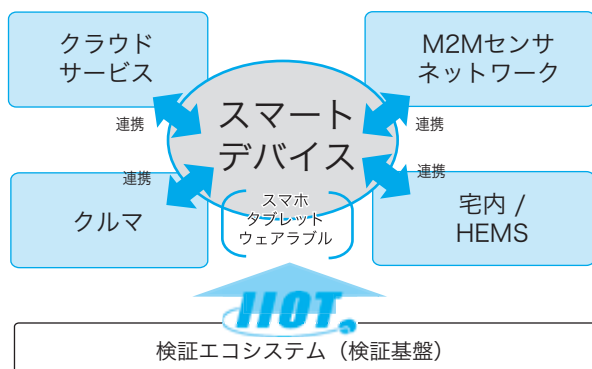 クラウド
サービス
M2Mセンサ
ネットワーク
連携
スマート
デバイス
連携
連携
連携
クルマ
スマホ
タブレット
ウェアラブル
宅内 /
HEMS
IIOT
検証エコシステム（検証基盤）